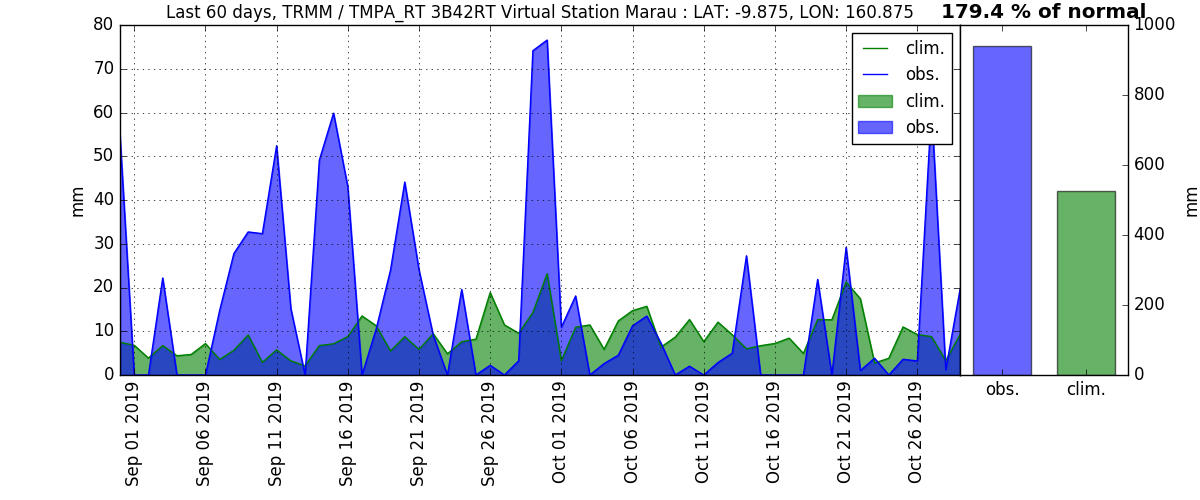 Last 60 days, TRMM / TMPA_RT 3B42RT Virtual Station Marau : LAT: -9.875, LON: 160.875
179.4 % of normal
80
70
60
50
40
30
20
10
0
mm
clim.
obs.
clim.
obs.
1000
800
600
400
200
0
mm
Sep 01 2019
Sep 06 2019
Sep 11 2019
Sep 16 2019
Sep 21 2019
Sep 26 2019
Oct 01 2019
Oct 06 2019
Oct 11 2019
Oct 16 2019
Oct 21 2019
Oct 26 2019
obs.
clim.